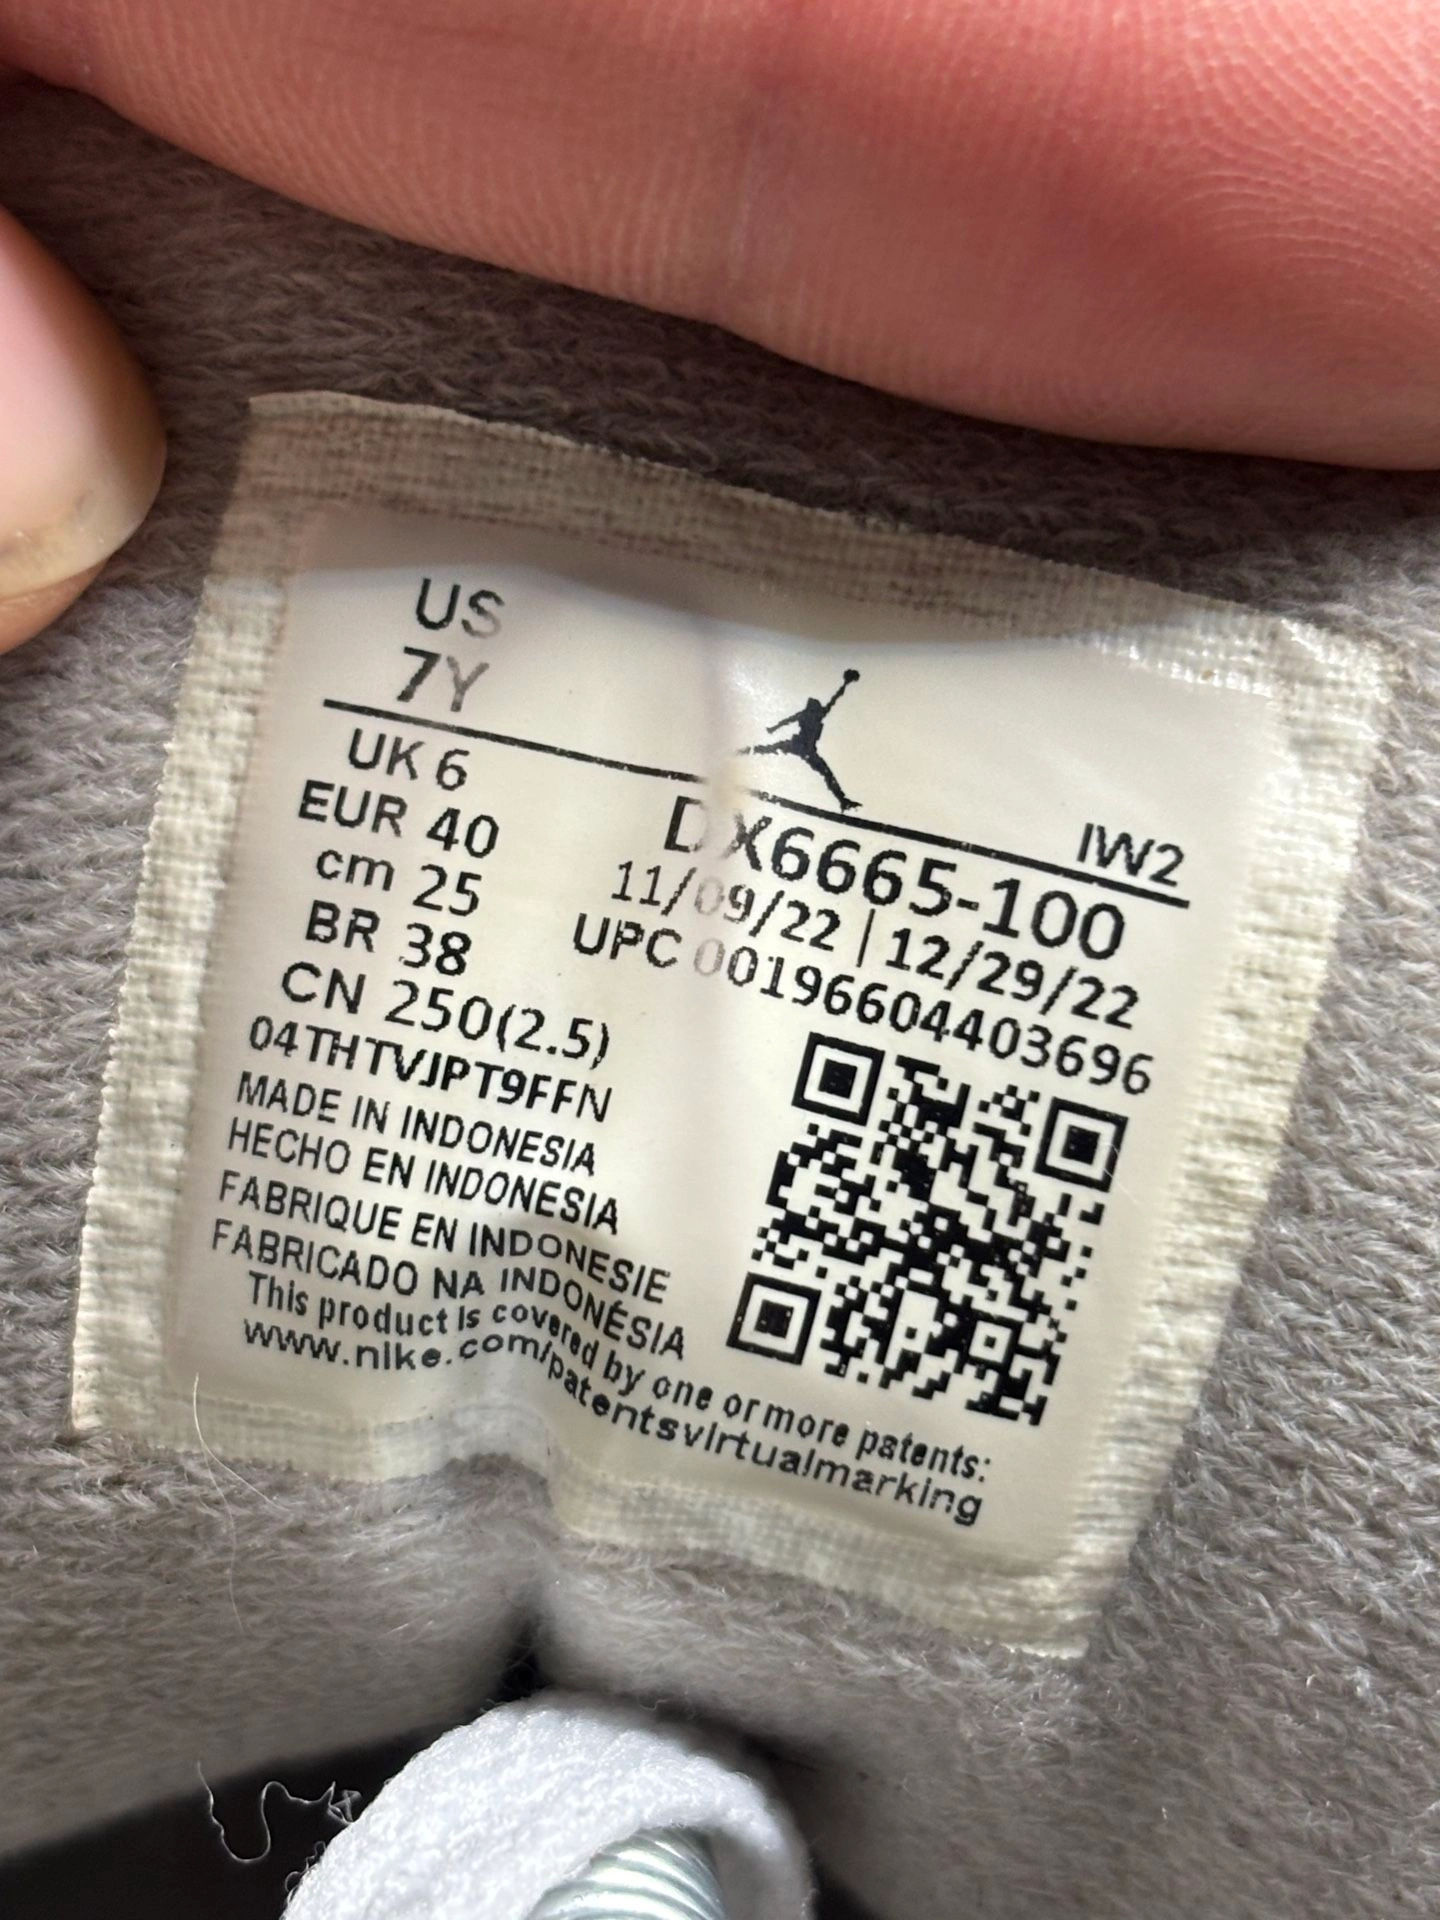 US
7Y
IW2
UK 6
EUR 40
cm 25
BR 38
CN 250(2.5)
DX6665-100
11/09/22 | 12/29/22
UPC 00196604403696
04THTVJPT9FFN
MADE IN INDONESIA
HECHO EN INDONESIA
FABRIQUE EN INDONESIE
FABRICADO NA INDONÉSIA
This product is covered by one or more patents:
www.nike.com/patentsvirtualmarking